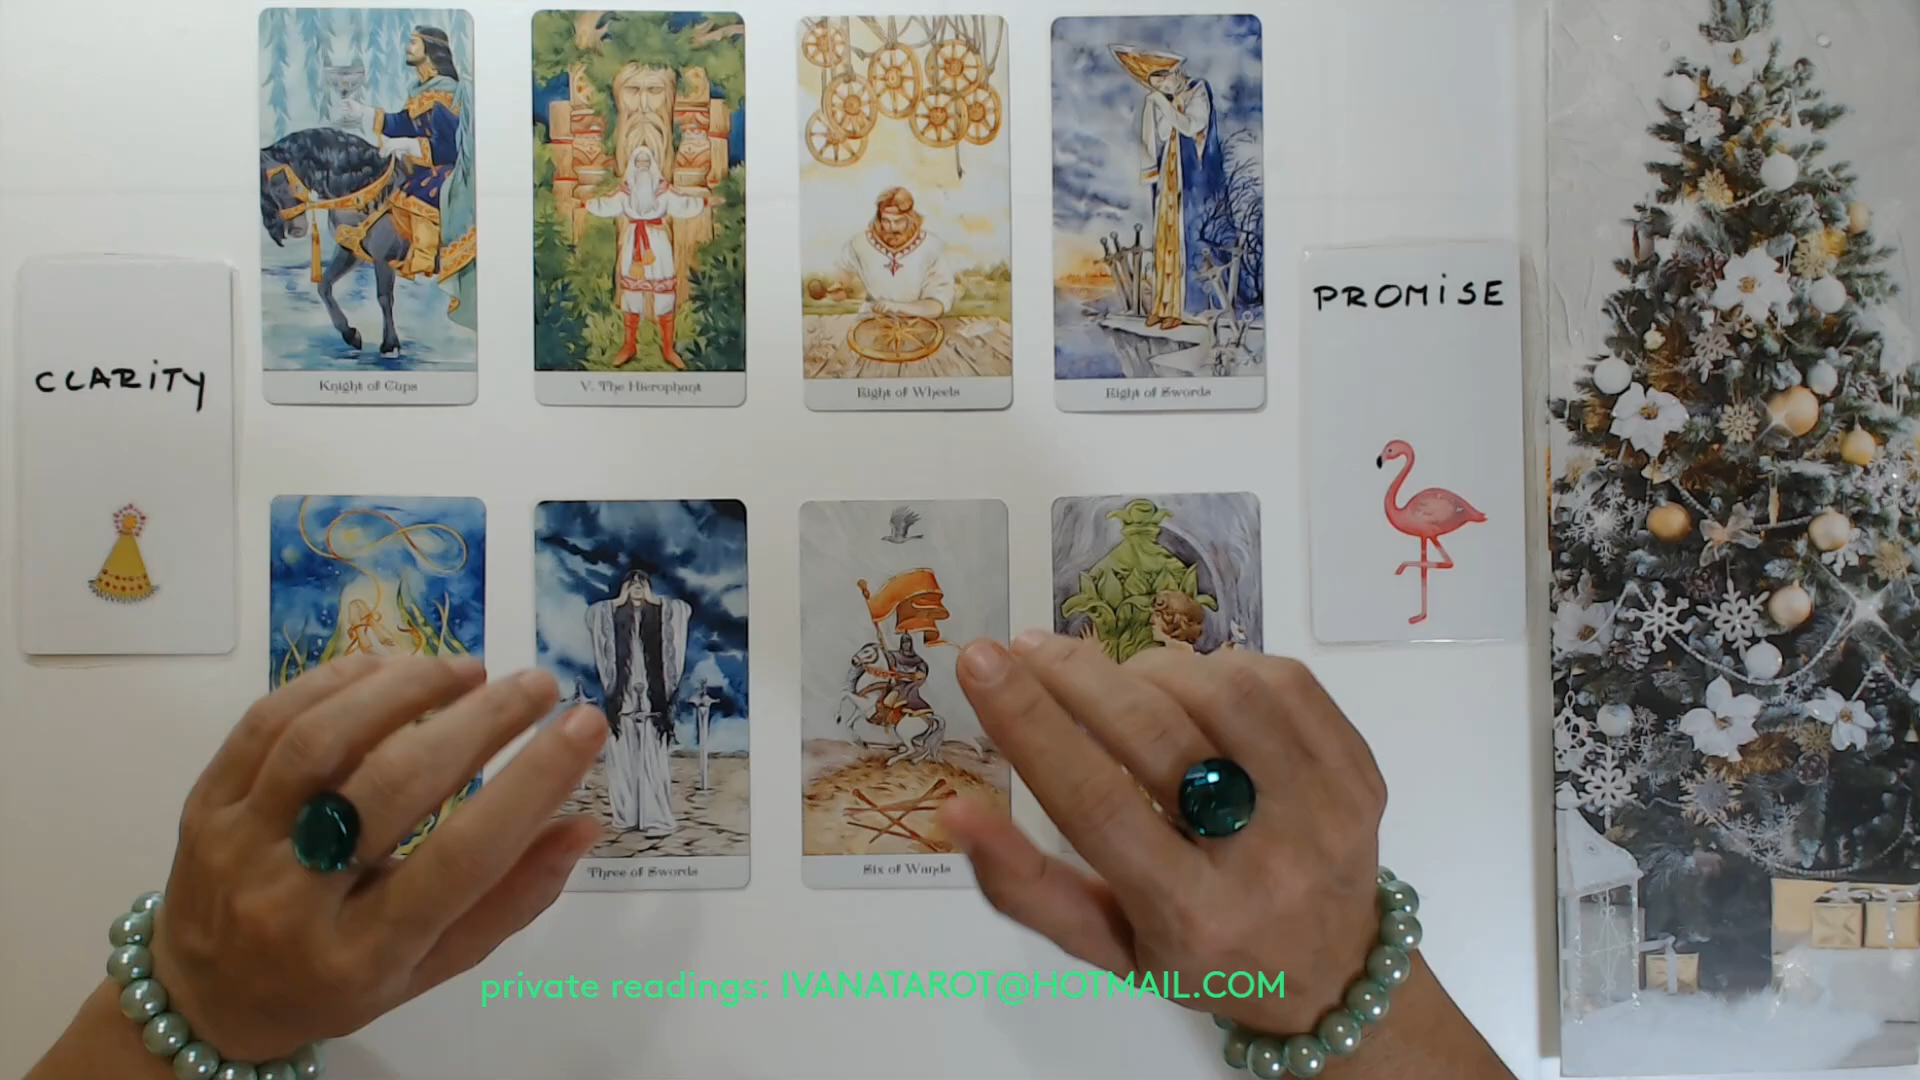 Knight of Cups
V. The Hierophant
Eight of Wheels
Eight of Swords
CLARITY
PROMISE
Three of Swords
Six of Wands
private readings: IVANATAROT@HOTMAIL.COM